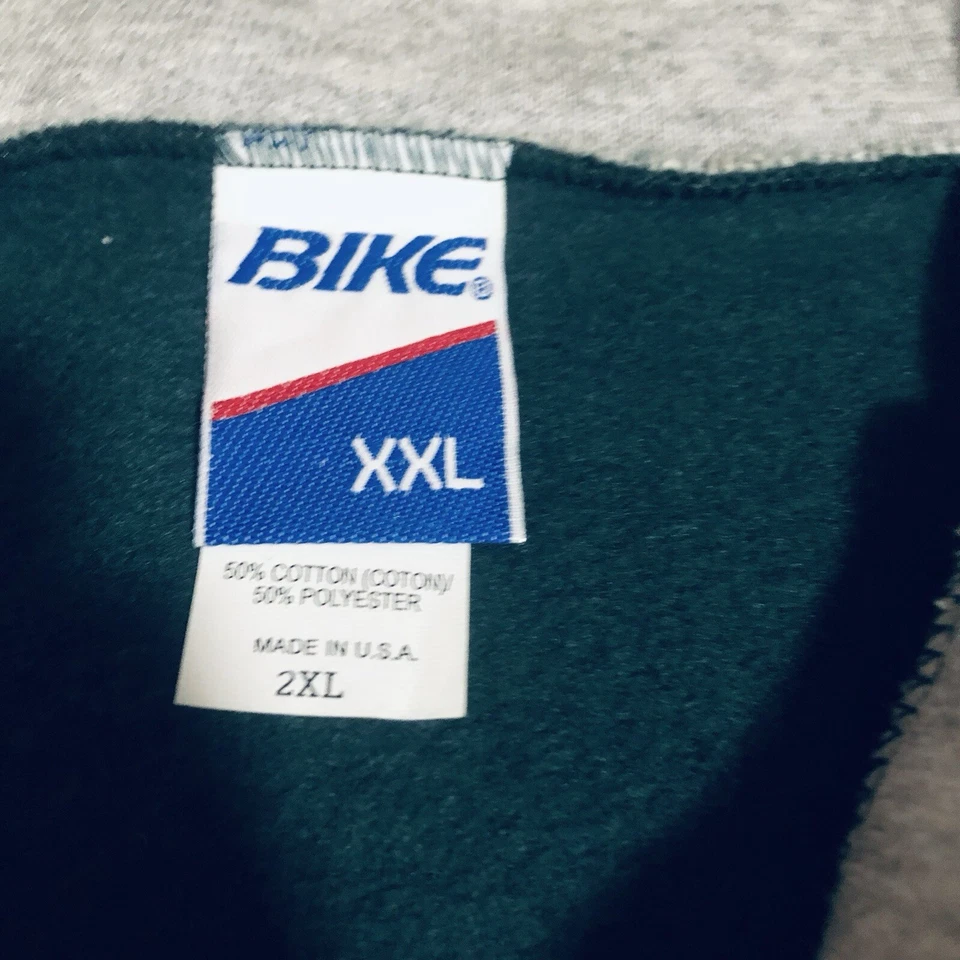 BIKE®
XXL
50% COTTON (COTON)/
50% POLYESTER
MADE IN U.S.A.
2XL